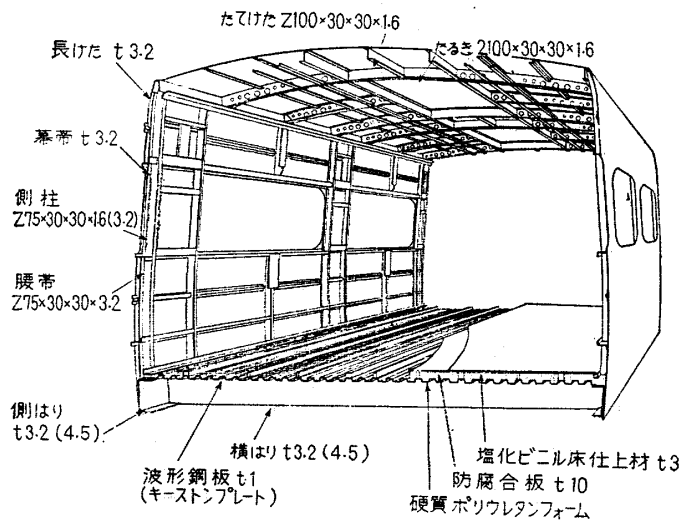 たてけた Z100×30×30×1.6
長けた t3.2
たるき 2100×30×30×1.6
幕帯 t3.2
側柱
Z75×30×30×1.6(3.2)
腰帯
Z75×30×30×3.2
側はり
t3.2 (4.5)
横はり t3.2 (4.5)
波形鋼板 t1
(キーストンプレート)
塩化ビニル床仕上材 t3
防腐合板 t10
硬質ポリウレタンフォーム